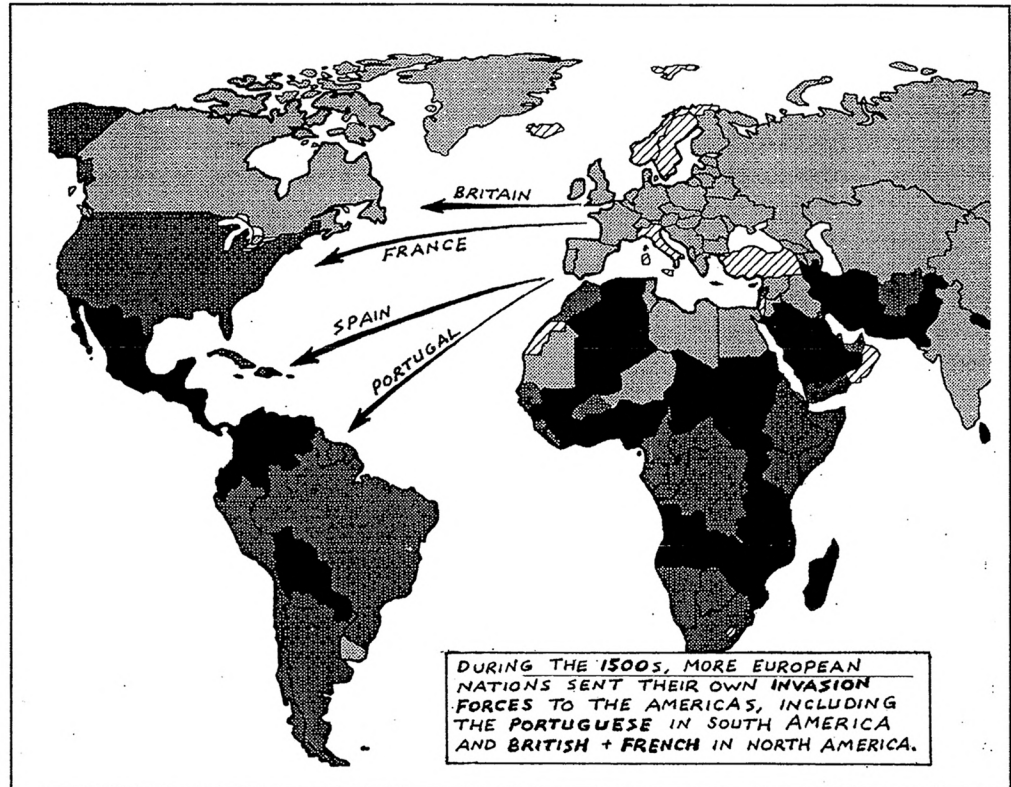 BRITAIN
FRANCE
SPAIN
PORTUGAL
DURING THE 1500s, MORE EUROPEAN
NATIONS SENT THEIR OWN INVASION
FORCES TO THE AMERICAS, INCLUDING
THE PORTUGUESE IN SOUTH AMERICA
AND BRITISH + FRENCH IN NORTH AMERICA.